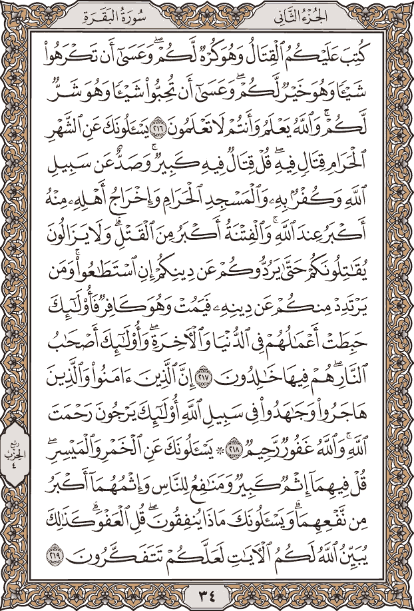 الجزء الثاني
سورة البقرة
كُتِبَ عَلَيْكُمُ ٱلْقِتَالُ وَهُوَ كُرْهٌ لَّكُمْ ۖ وَعَسَىٰٓ أَن تَكْرَهُوا۟
شَيْـًٔا وَهُوَ خَيْرٌ لَّكُمْ ۖ وَعَسَىٰٓ أَن تُحِبُّوا۟ شَيْـًٔا وَهُوَ شَرٌّ
لَّكُمْ ۗ وَٱللَّهُ يَعْلَمُ وَأَنتُمْ لَا تَعْلَمُونَ ٢١٦ يَسْـَٔلُونَكَ عَنِ ٱلشَّهْرِ
ٱلْحَرَامِ قِتَالٍ فِيهِ ۖ قُلْ قِتَالٌ فِيهِ كَبِيرٌ ۖ وَصَدٌّ عَن سَبِيلِ
ٱللَّهِ وَكُفْرٌۢ بِهِۦ وَٱلْمَسْجِدِ ٱلْحَرَامِ وَإِخْرَاجُ أَهْلِهِۦ مِنْهُ
أَكْبَرُ عِندَ ٱللَّهِ ۚ وَٱلْفِتْنَةُ أَكْبَرُ مِنَ ٱلْقَتْلِ ۗ وَلَا يَزَالُونَ
يُقَـٰتِلُونَكُمْ حَتَّىٰ يَرُدُّوكُمْ عَن دِينِكُمْ إِنِ ٱسْتَطَـٰعُوا۟ ۚ وَمَن
يَرْتَدِدْ مِنكُمْ عَن دِينِهِۦ فَيَمُتْ وَهُوَ كَافِرٌ فَأُو۟لَـٰٓئِكَ
حَبِطَتْ أَعْمَـٰلُهُمْ فِى ٱلدُّنْيَا وَٱلْـَٔاخِرَةِ ۖ وَأُو۟لَـٰٓئِكَ أَصْحَـٰبُ
ٱلنَّارِ ۖ هُمْ فِيهَا خَـٰلِدُونَ ٢١٧ إِنَّ ٱلَّذِينَ ءَامَنُوا۟ وَٱلَّذِينَ
هَاجَرُوا۟ وَجَـٰهَدُوا۟ فِى سَبِيلِ ٱللَّهِ أُو۟لَـٰٓئِكَ يَرْجُونَ رَحْمَتَ
ٱللَّهِ ۚ وَٱللَّهُ غَفُورٌ رَّحِيمٌ ٢١٨ ۞ يَسْـَٔلُونَكَ عَنِ ٱلْخَمْرِ وَٱلْمَيْسِرِ ۖ
قُلْ فِيهِمَآ إِثْمٌ كَبِيرٌ وَمَنَـٰفِعُ لِلنَّاسِ وَإِثْمُهُمَآ أَكْبَرُ
مِن نَّفْعِهِمَا ۗ وَيَسْـَٔلُونَكَ مَاذَا يُنفِقُونَ قُلِ ٱلْعَفْوَ ۗ كَذَٰلِكَ
يُبَيِّنُ ٱللَّهُ لَكُمُ ٱلْـَٔايَـٰتِ لَعَلَّكُمْ تَتَفَكَّرُونَ ٢١٩
ربع
الحزب
٤
٣٤